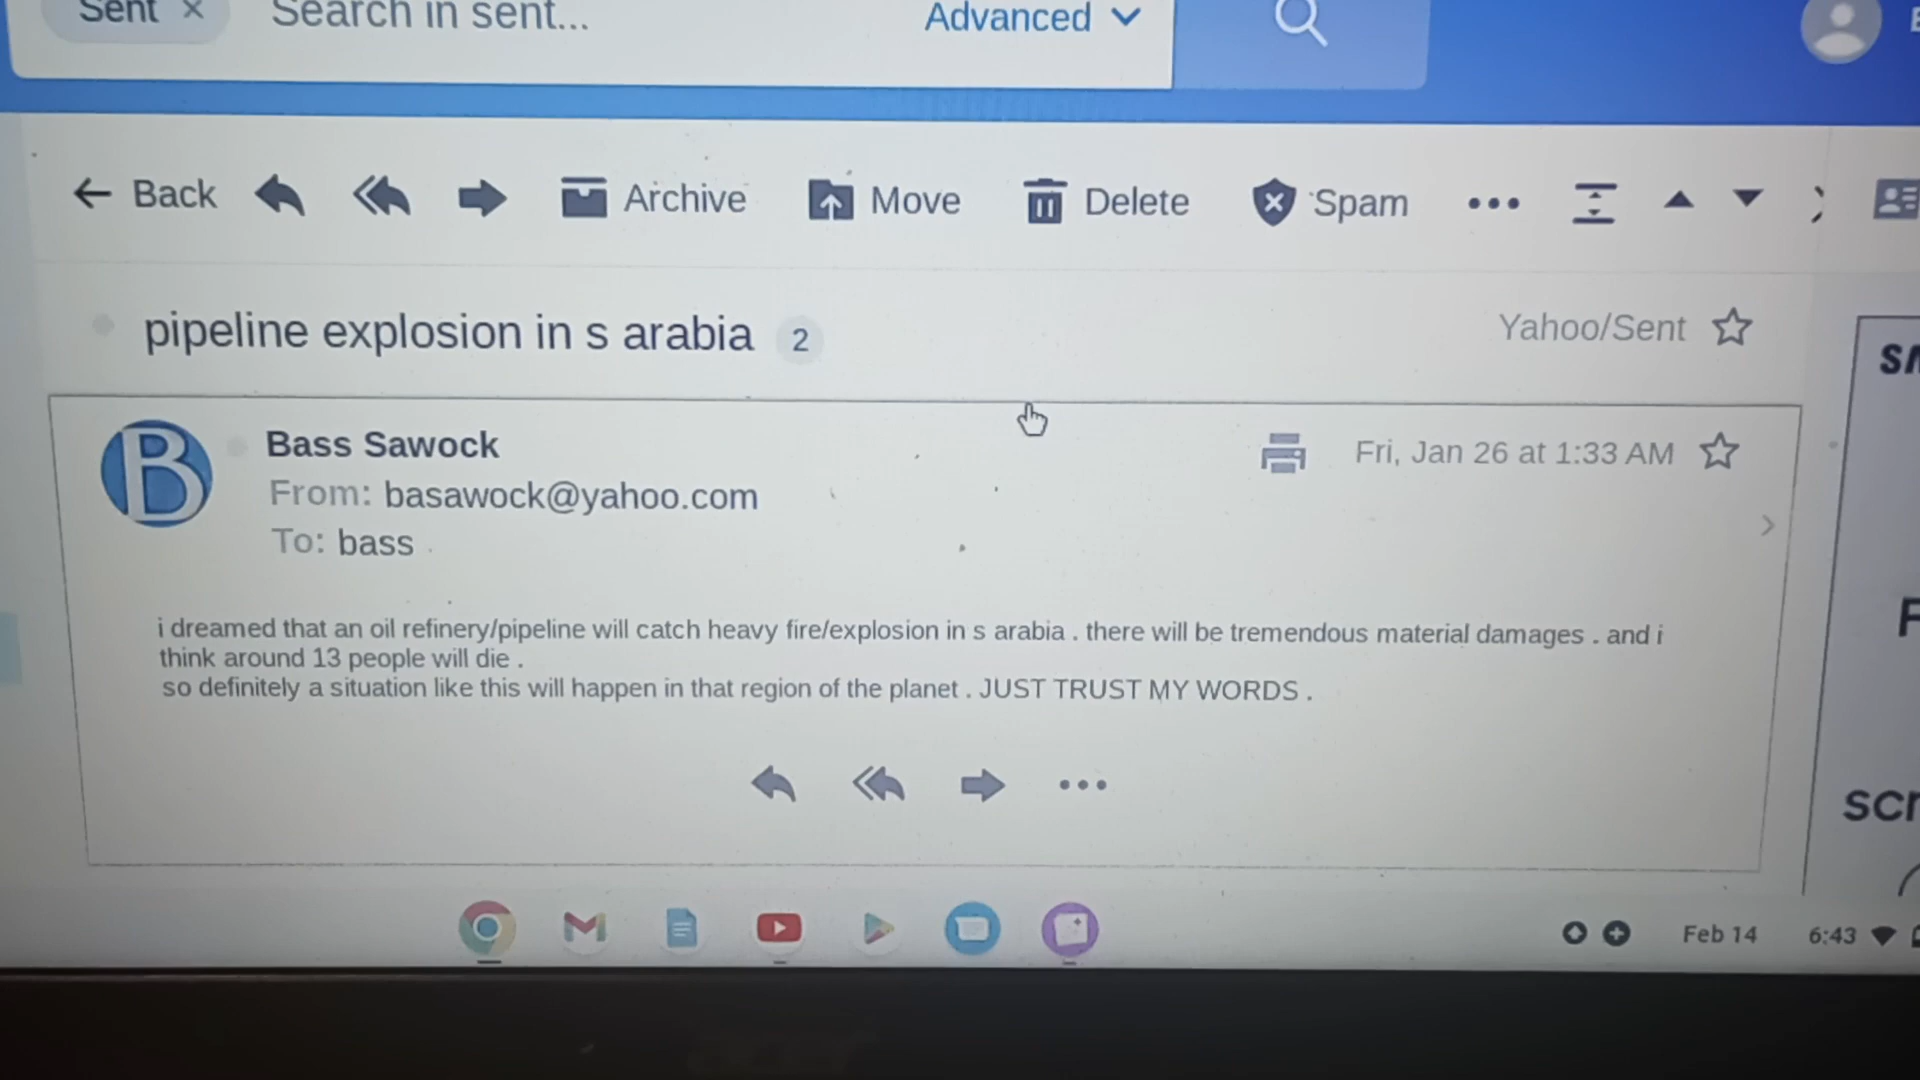 Sent × Search in sent... Advanced
Back Archive Move Delete Spam
pipeline explosion in s arabia 2 Yahoo/Sent
Bass Sawock Fri, Jan 26 at 1:33 AM
From: basawock@yahoo.com
To: bass
i dreamed that an oil refinery/pipeline will catch heavy fire/explosion in s arabia . there will be tremendous material damages . and i
think around 13 people will die .
so definitely a situation like this will happen in that region of the planet . JUST TRUST MY WORDS .
Feb 14 6:43